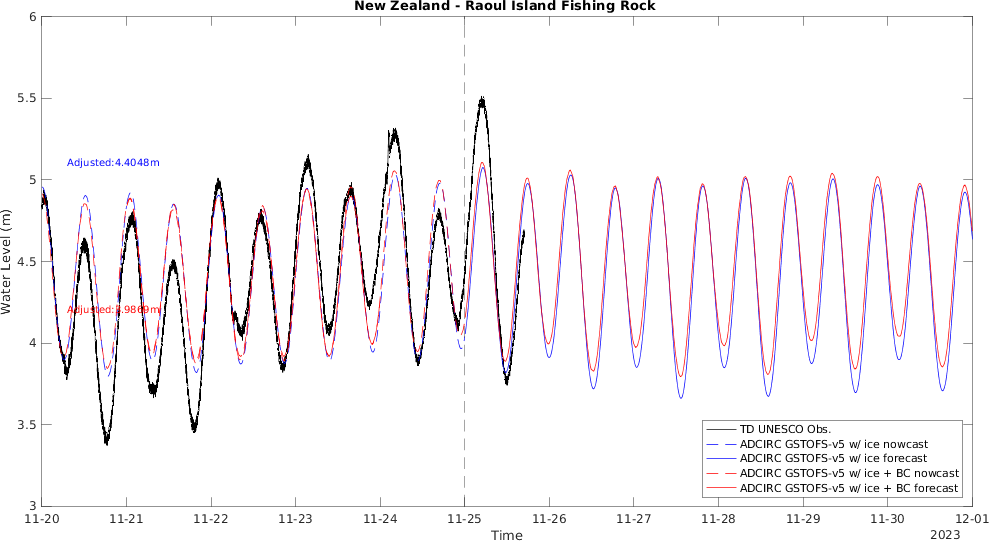 New Zealand - Raoul Island Fishing Rock
Water Level (m)
6
5.5
5
4.5
4
3.5
3
Adjusted:4.4048m
TD UNESCO Obs.
ADCIRC GSTOFS-v5 w/ ice nowcast
ADCIRC GSTOFS-v5 w/ ice forecast
ADCIRC GSTOFS-v5 w/ ice + BC nowcast
ADCIRC GSTOFS-v5 w/ ice + BC forecast
11-20 11-21 11-22 11-23 11-24 11-25 11-26 11-27 11-28 11-29 11-30 12-01
Time
2023